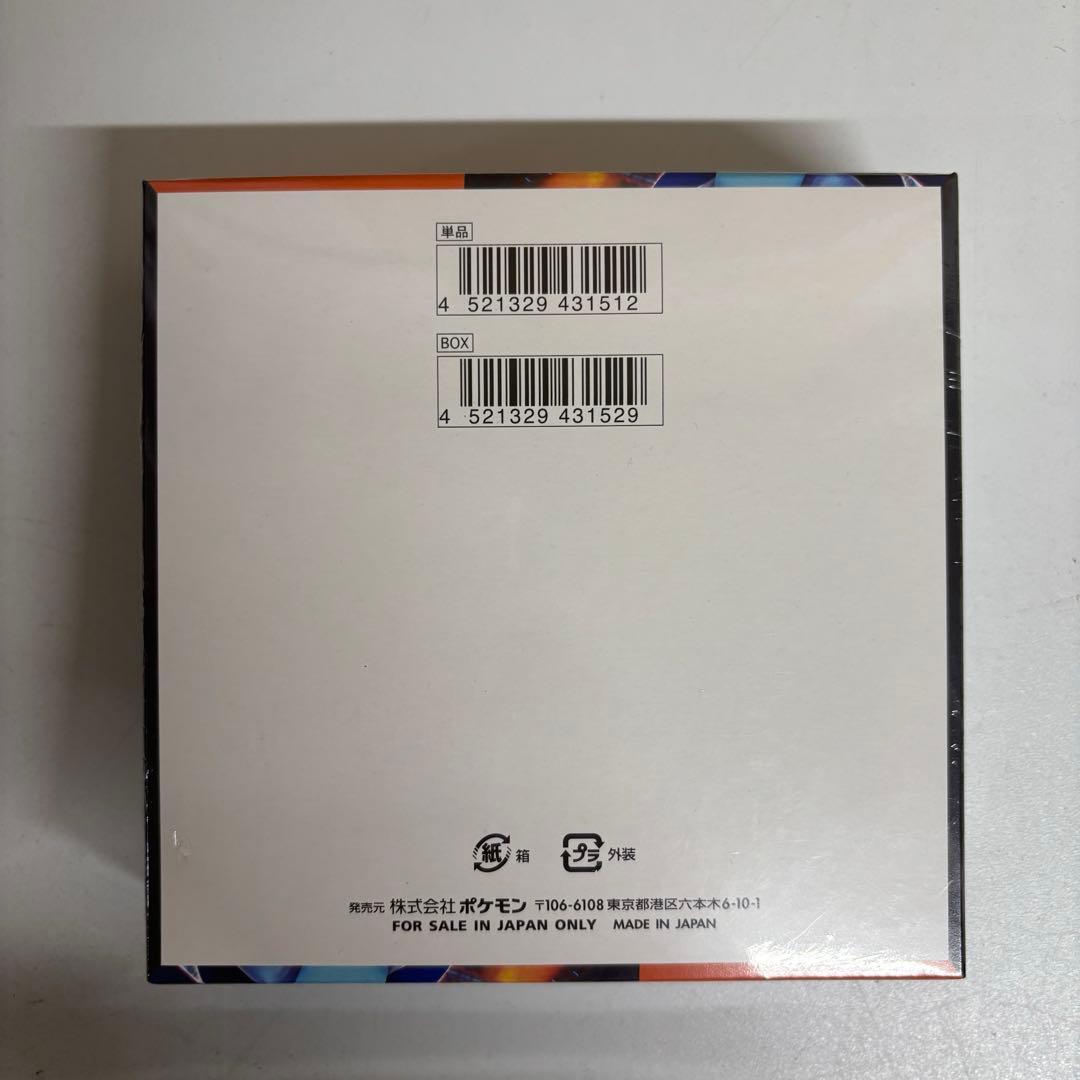 単品
4 521329 431512
BOX
4 521329 431529
紙 箱 プラ 外装
発売元 株式会社 ポケモン 〒106-6108 東京都港区六本木6-10-1
FOR SALE IN JAPAN ONLY MADE IN JAPAN